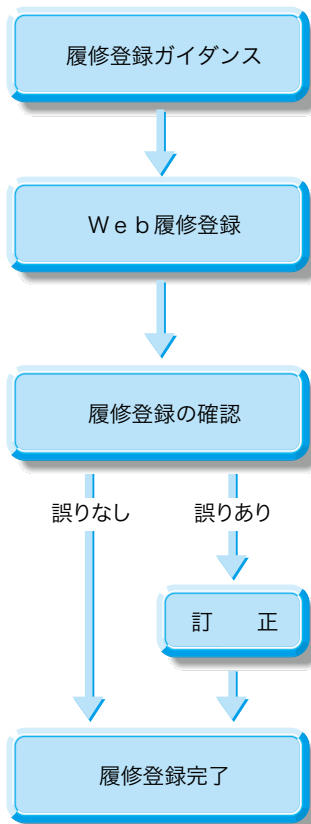 履修登録ガイダンス
Ｗｅｂ履修登録
履修登録の確認
誤りなし
誤りあり
訂　　正
履修登録完了